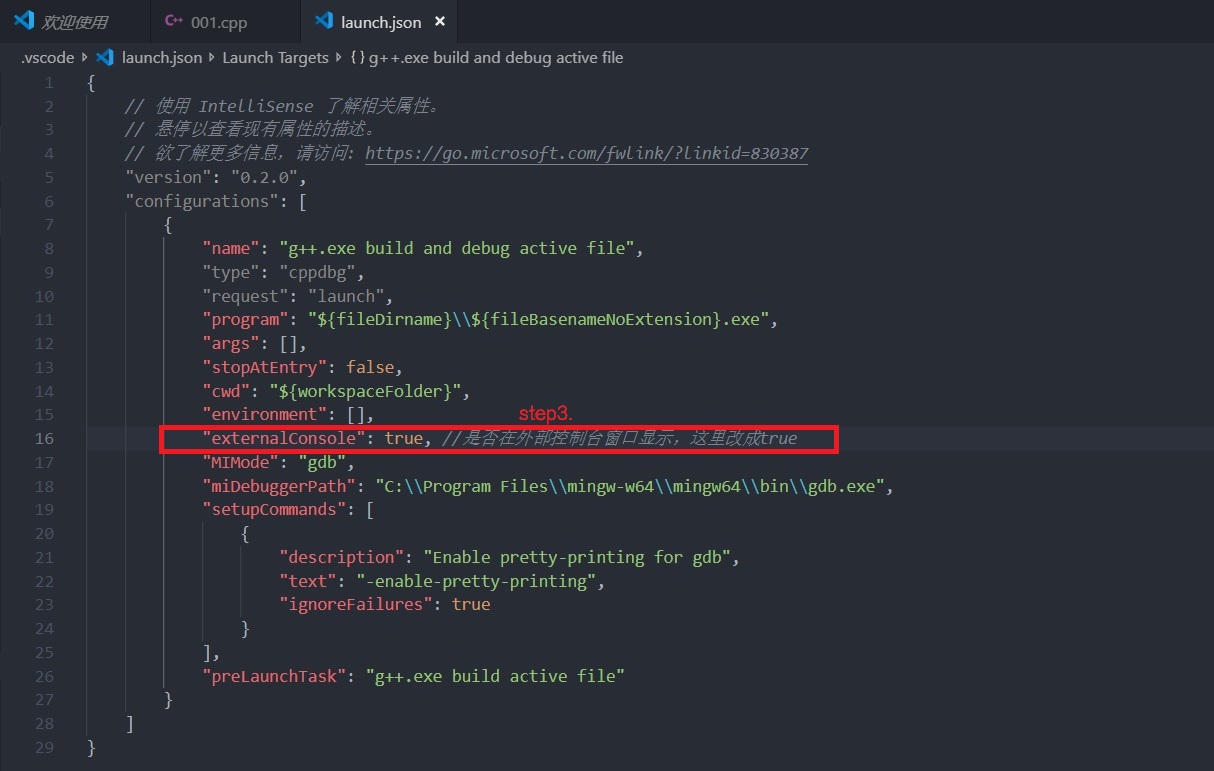 欢迎使用 C++ 001.cpp launch.json ×
.vscode launch.json Launch Targets {} g++.exe build and debug active file
1 {
2 // 使用 IntelliSense 了解相关属性。
3 // 悬停以查看现有属性的描述。
4 // 欲了解更多信息，请访问: https://go.microsoft.com/fwlink/?linkid=830387
5 "version": "0.2.0",
6 "configurations": [
7 {
8 "name": "g++.exe build and debug active file",
9 "type": "cppdbg",
10 "request": "launch",
11 "program": "${fileDirname}\\${fileBasenameNoExtension}.exe",
12 "args": [],
13 "stopAtEntry": false,
14 "cwd": "${workspaceFolder}",
15 "environment": [],
step3.
16 "externalConsole": true, //是否在外部控制台窗口显示，这里改成true
17 "MIMode": "gdb",
18 "miDebuggerPath": "C:\\Program Files\\mingw-w64\\mingw64\\bin\\gdb.exe",
19 "setupCommands": [
20 {
21 "description": "Enable pretty-printing for gdb",
22 "text": "-enable-pretty-printing",
23 "ignoreFailures": true
24 }
25 ],
26 "preLaunchTask": "g++.exe build active file"
27 }
28 ]
29 }